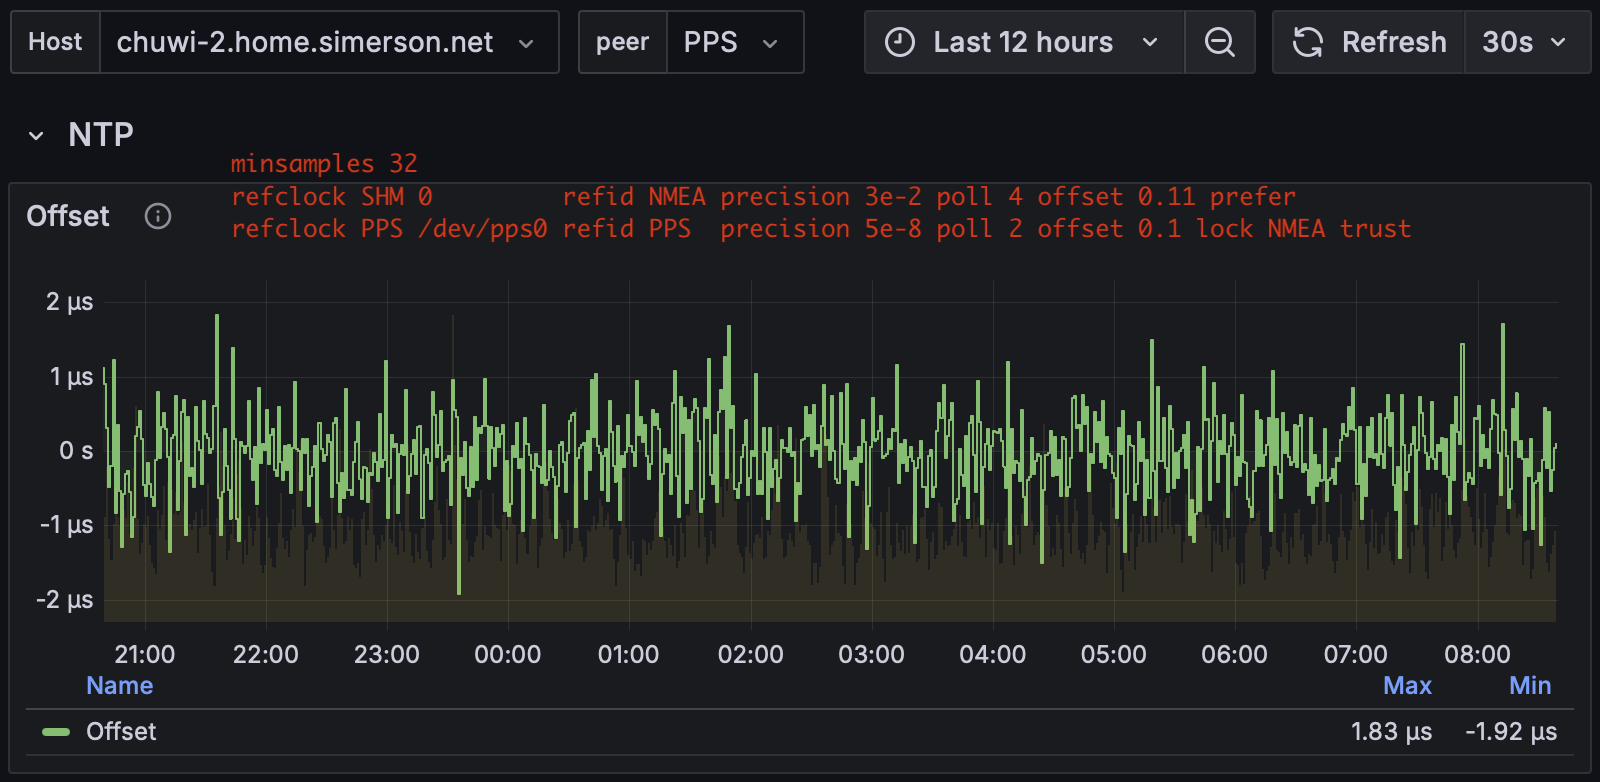 Host chuwi-2.home.simerson.net peer PPS Last 12 hours Refresh 30s
NTP
minsamples 32
refclock SHM 0 refid NMEA precision 3e-2 poll 4 offset 0.11 prefer
Offset
refclock PPS /dev/pps0 refid PPS precision 5e-8 poll 2 offset 0.1 lock NMEA trust
2 µs
1 µs
0 s
-1 µs
-2 µs
21:00 22:00 23:00 00:00 01:00 02:00 03:00 04:00 05:00 06:00 07:00 08:00
Name Max Min
Offset 1.83 µs -1.92 µs